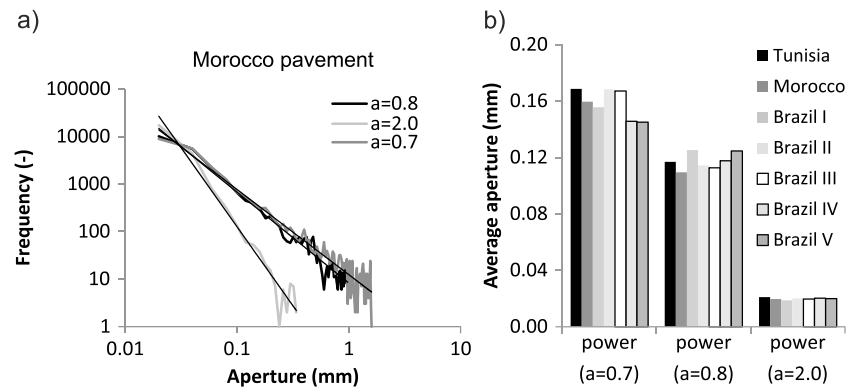 a)
Morocco pavement
100000
10000
1000
100
10
1
Frequency (-)
a=0.8
a=2.0
a=0.7
0.01
0.1
1
10
Aperture (mm)
b)
0.20
0.16
0.12
0.08
0.04
0.00
Average aperture (mm)
Tunisia
Morocco
Brazil I
Brazil II
Brazil III
Brazil IV
Brazil V
power
(a=0.7)
power
(a=0.8)
power
(a=2.0)